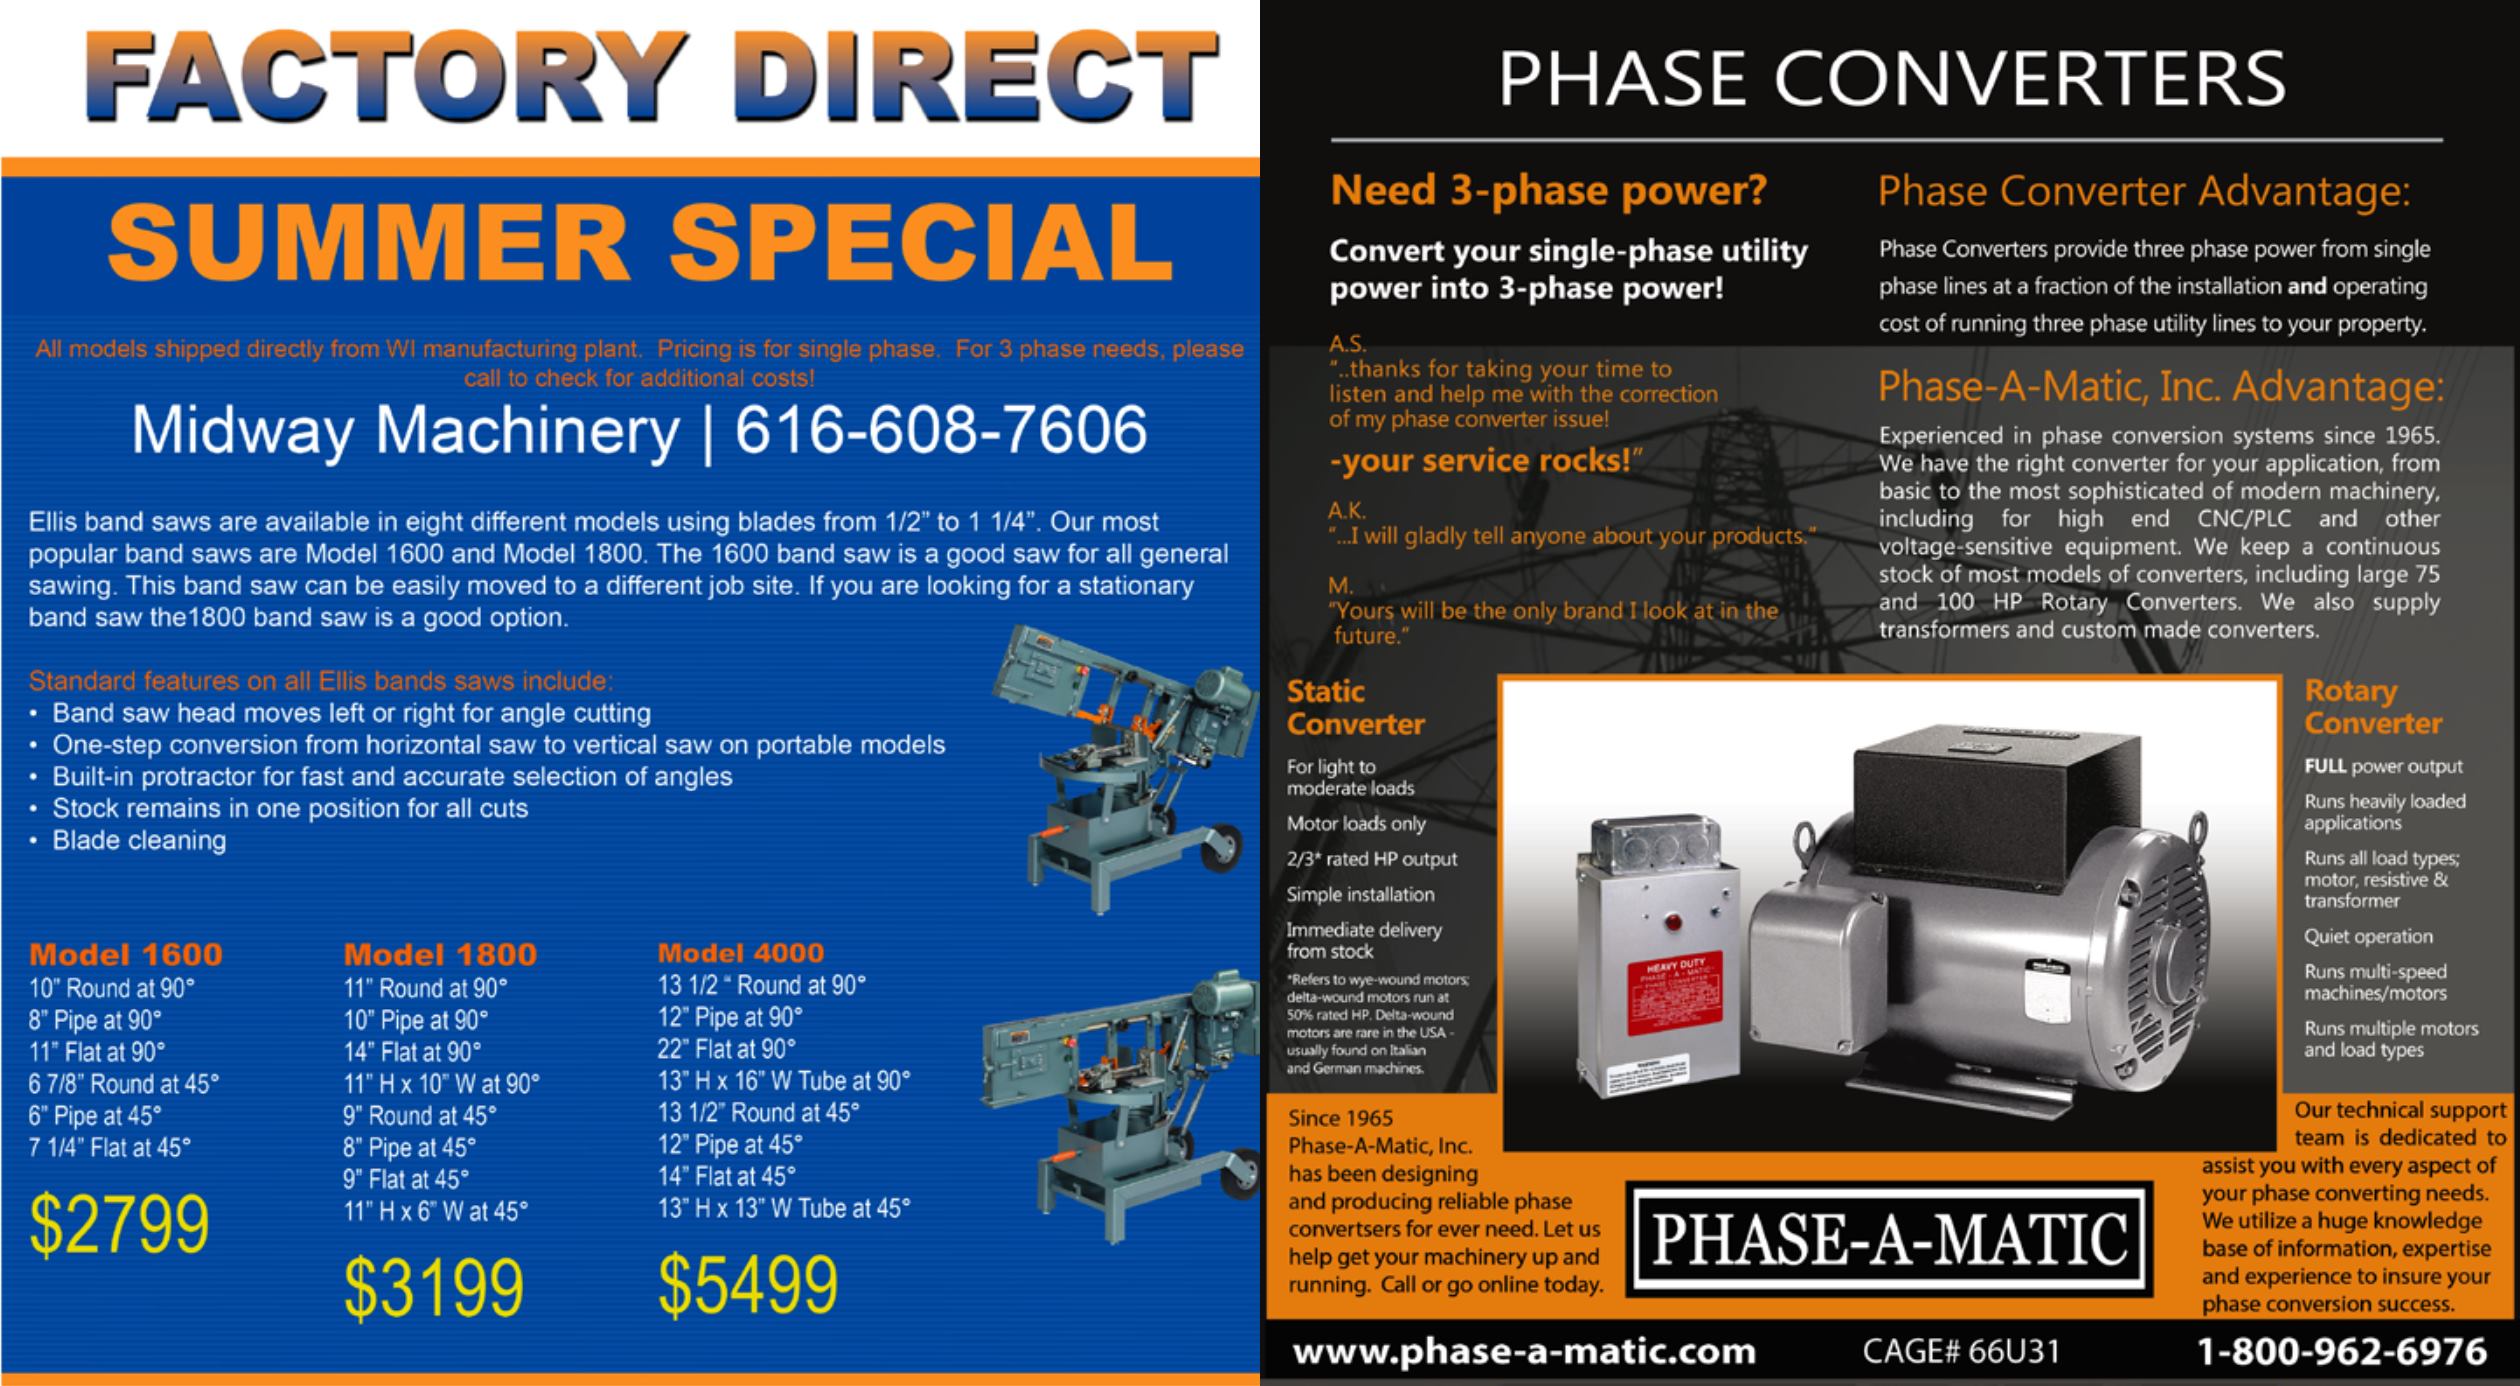 FACTORY DIRECT
SUMMER SPECIAL
All models shipped directly from WI manufacturing plant. Pricing is for single phase. For 3 phase needs, please
call to check for additional costs!
Midway Machinery | 616-608-7606
Ellis band saws are available in eight different models using blades from 1/2” to 1 1/4”. Our most
popular band saws are Model 1600 and Model 1800. The 1600 band saw is a good saw for all general
sawing. This band saw can be easily moved to a different job site. If you are looking for a stationary
band saw the1800 band saw is a good option.
Standard features on all Ellis bands saws include:
• Band saw head moves left or right for angle cutting
• One-step conversion from horizontal saw to vertical saw on portable models
• Built-in protractor for fast and accurate selection of angles
• Stock remains in one position for all cuts
• Blade cleaning
Model 1600
10” Round at 90°
8” Pipe at 90°
11” Flat at 90°
6 7/8” Round at 45°
6” Pipe at 45°
7 1/4” Flat at 45°
$2799
Model 1800
11” Round at 90°
10” Pipe at 90°
14” Flat at 90°
11” H x 10” W at 90°
9” Round at 45°
8” Pipe at 45°
9” Flat at 45°
11” H x 6” W at 45°
$3199
Model 4000
13 1/2 “ Round at 90°
12” Pipe at 90°
22” Flat at 90°
13” H x 16” W Tube at 90°
13 1/2” Round at 45°
12” Pipe at 45°
14” Flat at 45°
13” H x 13” W Tube at 45°
$5499
PHASE CONVERTERS
Need 3-phase power?
Convert your single-phase utility
power into 3-phase power!
A.S.
“..thanks for taking your time to
listen and help me with the correction
of my phase converter issue!
-your service rocks!”
A.K.
“...I will gladly tell anyone about your products.”
M.
“Yours will be the only brand I look at in the
future.”
Phase Converter Advantage:
Phase Converters provide three phase power from single
phase lines at a fraction of the installation and operating
cost of running three phase utility lines to your property.
Phase-A-Matic, Inc. Advantage:
Experienced in phase conversion systems since 1965.
We have the right converter for your application, from
basic to the most sophisticated of modern machinery,
including for high end CNC/PLC and other
voltage-sensitive equipment. We keep a continuous
stock of most models of converters, including large 75
and 100 HP Rotary Converters. We also supply
transformers and custom made converters.
Static
Converter
For light to
moderate loads
Motor loads only
2/3* rated HP output
Simple installation
Immediate delivery
from stock
*Refers to wye-wound motors;
delta-wound motors run at
50% rated HP. Delta-wound
motors are rare in the USA -
usually found on Italian
and German machines.
HEAVY DUTY
PHASE-A-MATIC
PHASE CONVERTER
Rotary
Converter
FULL power output
Runs heavily loaded
applications
Runs all load types;
motor, resistive &
transformer
Quiet operation
Runs multi-speed
machines/motors
Runs multiple motors
and load types
Since 1965
Phase-A-Matic, Inc.
has been designing
and producing reliable phase
convertsers for ever need. Let us
help get your machinery up and
running. Call or go online today.
PHASE-A-MATIC
Our technical support
team is dedicated to
assist you with every aspect of
your phase converting needs.
We utilize a huge knowledge
base of information, expertise
and experience to insure your
phase conversion success.
www.phase-a-matic.com
CAGE# 66U31
1-800-962-6976